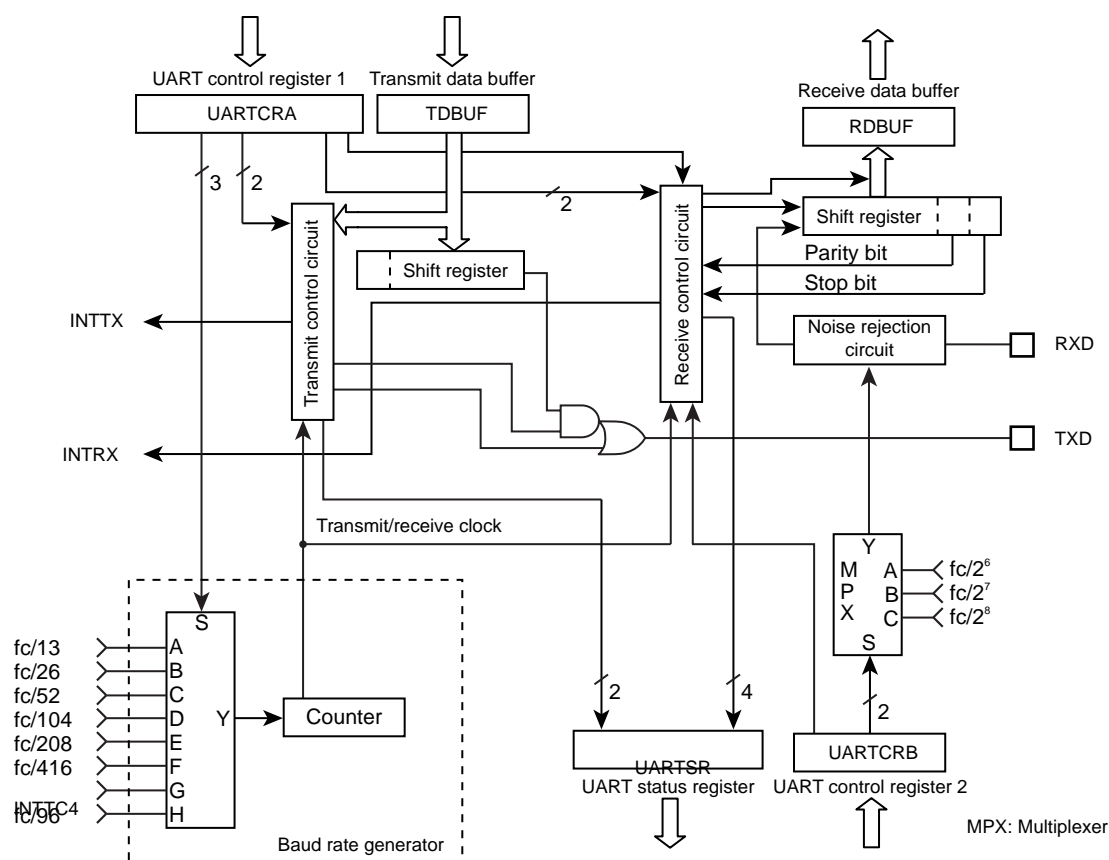 UART control register 1
Transmit data buffer
Receive data buffer
UARTCRA
TDBUF
RDBUF
3
2
2
Shift register
Shift register
Parity bit
Stop bit
Transmit control circuit
Receive control circuit
INTTX
Noise rejection
circuit
RXD
INTRX
TXD
Transmit/receive clock
Y
M
P
X
A
B
C
S
fc/2⁶
fc/2⁷
fc/2⁸
S
fc/13
A
fc/26
B
fc/52
C
fc/104
D
Y
Counter
fc/208
E
fc/416
F
G
INTTC4
fc/96
H
2
4
2
UARTSR
UART status register
UARTCRB
UART control register 2
MPX: Multiplexer
Baud rate generator